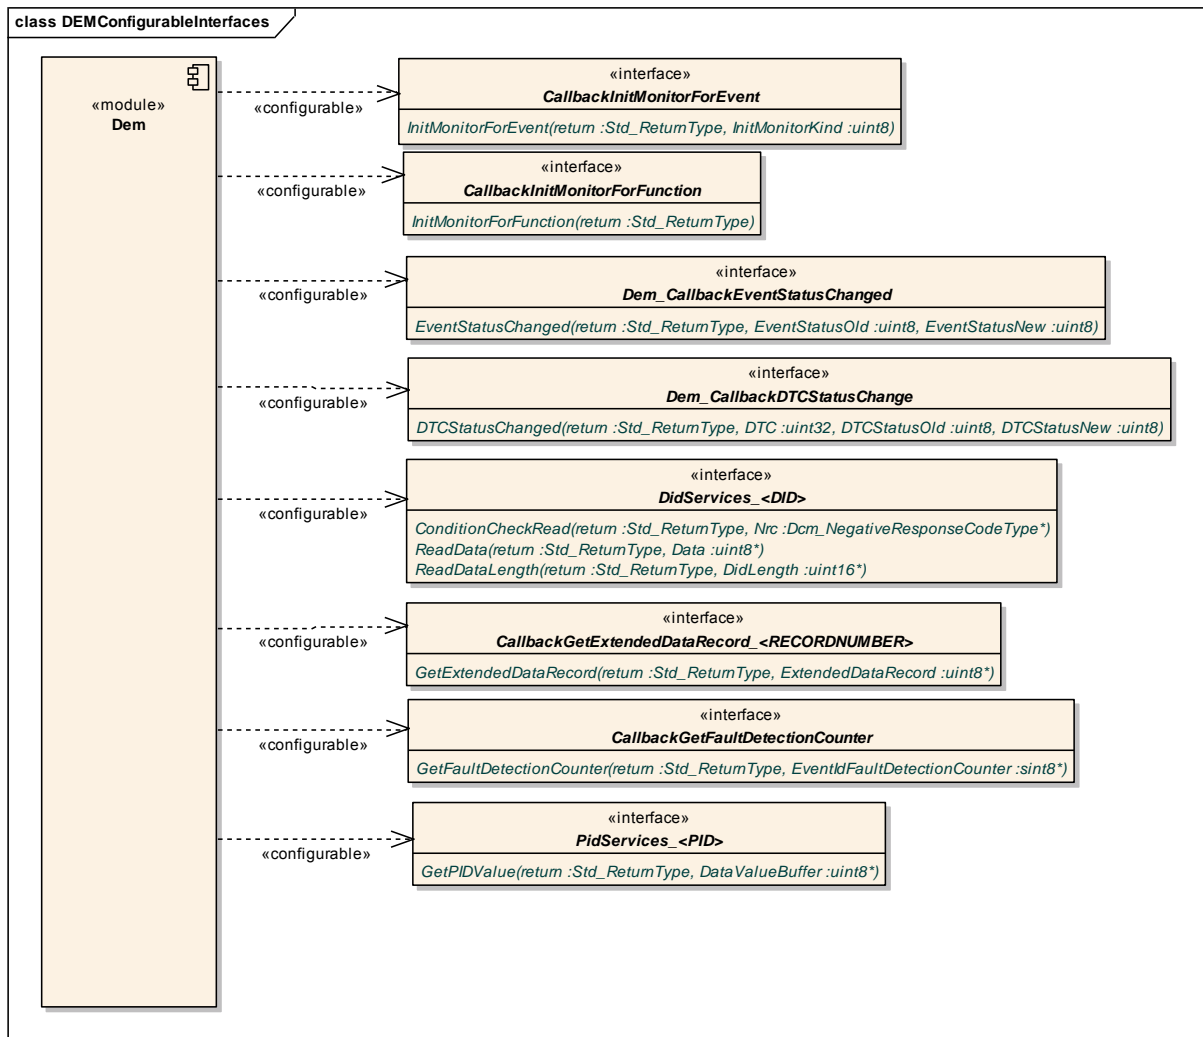 class DEMConfigurableInterfaces
«module»
Dem
«configurable»
«interface»
CallbackInitMonitorForEvent
InitMonitorForEvent(return :Std_ReturnType, InitMonitorKind :uint8)
«configurable»
«interface»
CallbackInitMonitorForFunction
InitMonitorForFunction(return :Std_ReturnType)
«configurable»
«interface»
Dem_CallbackEventStatusChanged
EventStatusChanged(return :Std_ReturnType, EventStatusOld :uint8, EventStatusNew :uint8)
«configurable»
«interface»
Dem_CallbackDTCStatusChange
DTCStatusChanged(return :Std_ReturnType, DTC :uint32, DTCStatusOld :uint8, DTCStatusNew :uint8)
«configurable»
«interface»
DidServices_<DID>
ConditionCheckRead(return :Std_ReturnType, Nrc :Dcm_NegativeResponseCodeType*)
ReadData(return :Std_ReturnType, Data :uint8*)
ReadDataLength(return :Std_ReturnType, DidLength :uint16*)
«configurable»
«interface»
CallbackGetExtendedDataRecord_<RECORDNUMBER>
GetExtendedDataRecord(return :Std_ReturnType, ExtendedDataRecord :uint8*)
«configurable»
«interface»
CallbackGetFaultDetectionCounter
GetFaultDetectionCounter(return :Std_ReturnType, EventIdFaultDetectionCounter :sint8*)
«configurable»
«interface»
PidServices_<PID>
GetPIDValue(return :Std_ReturnType, DataValueBuffer :uint8*)